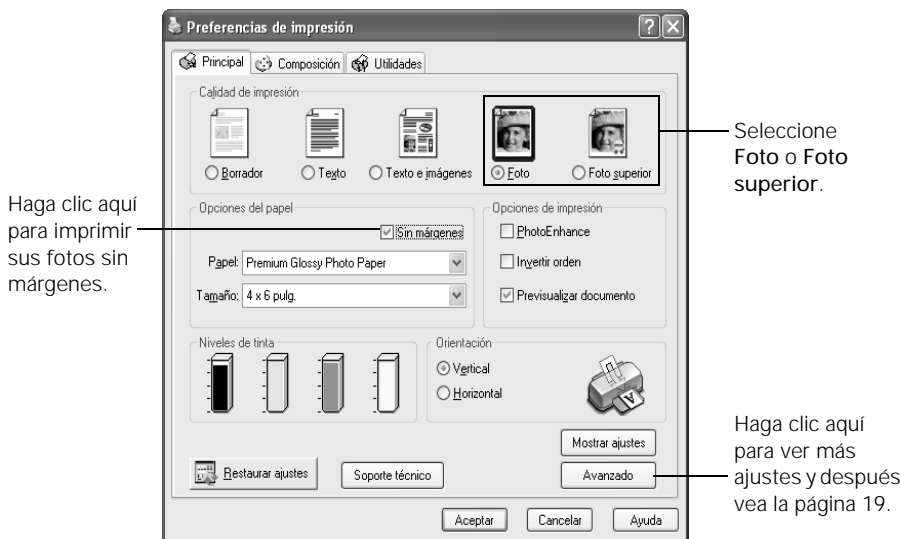 Preferencias de impresión
Principal
Composición
Utilidades
Calidad de impresión
Borrador
Texto
Texto e imágenes
Foto
Foto superior
Seleccione
Foto o Foto
superior.
Haga clic aquí
para imprimir
sus fotos sin
márgenes.
Opciones del papel
Sin márgenes
Papel: Premium Glossy Photo Paper
Tamaño: 4 x 6 pulg.
Opciones de impresión
PhotoEnhance
Invertir orden
Previsualizar documento
Niveles de tinta
Orientación
Vertical
Horizontal
A
Mostrar ajustes
Restaurar ajustes
Soporte técnico
Avanzado
Haga clic aquí
para ver más
ajustes y después
vea la página 19.
Aceptar
Cancelar
Ayuda